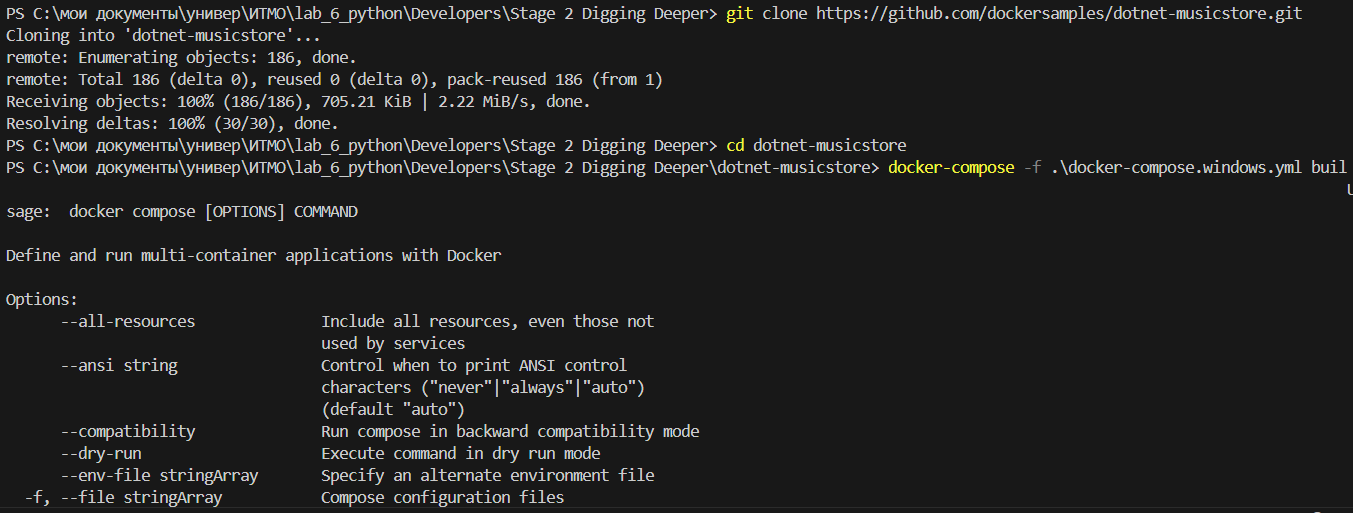 PS C:\мои документы\универ\ИТМО\lab_6_python\Developers\Stage 2 Digging Deeper> git clone https://github.com/dockersamples/dotnet-musicstore.git
Cloning into 'dotnet-musicstore'...
remote: Enumerating objects: 186, done.
remote: Total 186 (delta 0), reused 0 (delta 0), pack-reused 186 (from 1)
Receiving objects: 100% (186/186), 705.21 KiB | 2.22 MiB/s, done.
Resolving deltas: 100% (30/30), done.
PS C:\мои документы\универ\ИТМО\lab_6_python\Developers\Stage 2 Digging Deeper> cd dotnet-musicstore
PS C:\мои документы\универ\ИТМО\lab_6_python\Developers\Stage 2 Digging Deeper\dotnet-musicstore> docker-compose -f .\docker-compose.windows.yml buil
U
sage:  docker compose [OPTIONS] COMMAND
Define and run multi-container applications with Docker
Options:
      --all-resources              Include all resources, even those not
                                   used by services
      --ansi string                Control when to print ANSI control
                                   characters ("never"|"always"|"auto")
                                   (default "auto")
      --compatibility              Run compose in backward compatibility mode
      --dry-run                    Execute command in dry run mode
      --env-file stringArray       Specify an alternate environment file
  -f, --file stringArray           Compose configuration files